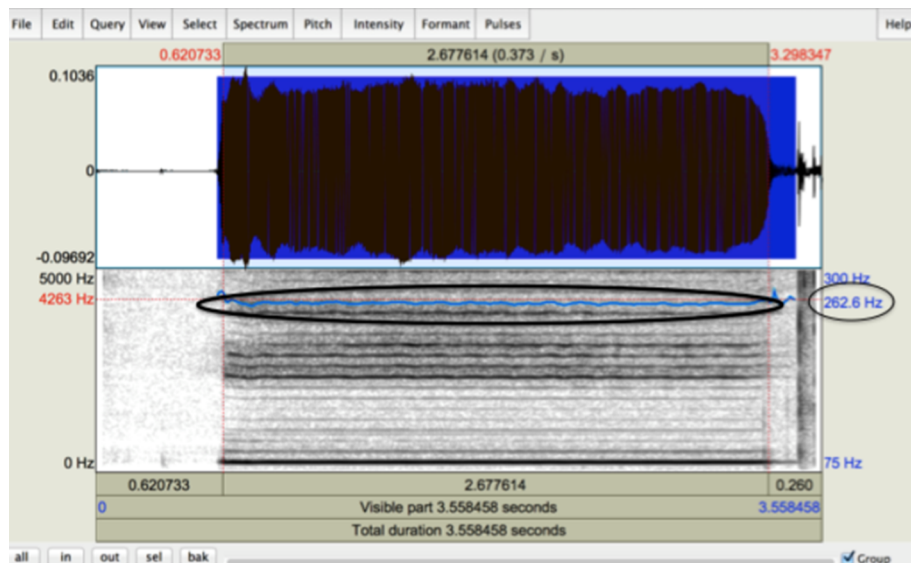 File Edit Query View Select Spectrum Pitch Intensity Formant Pulses Help
0.620733 2.677614 (0.373 / s) 3.298347
0.1036
0
-0.09692
5000 Hz 300 Hz
4263 Hz 262.6 Hz
0 Hz 75 Hz
0.620733 2.677614 0.260
0 Visible part 3.558458 seconds 3.558458
Total duration 3.558458 seconds
all in out sel bak Group